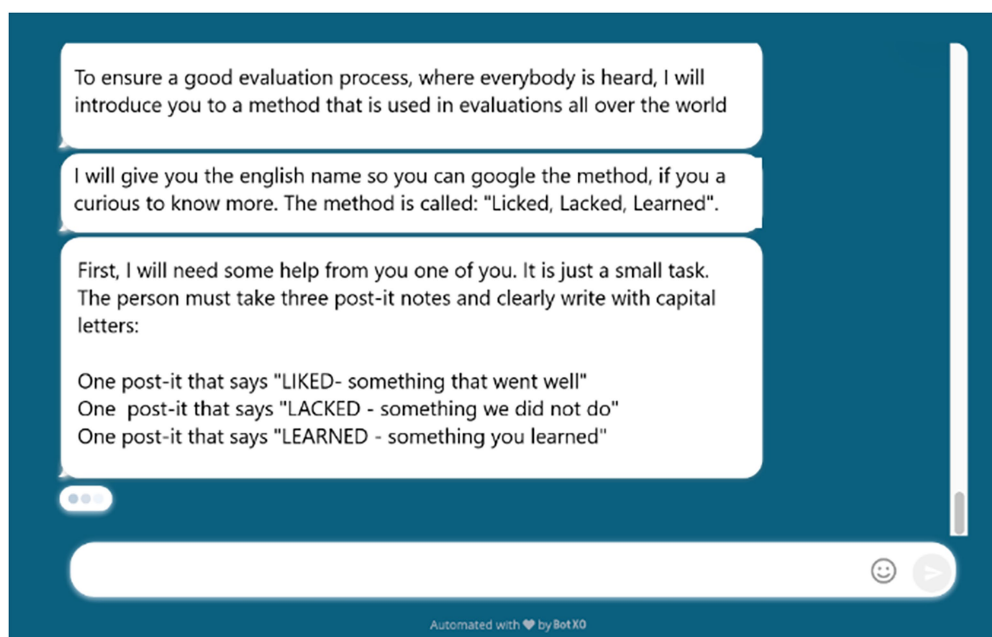 To ensure a good evaluation process, where everybody is heard, I will
introduce you to a method that is used in evaluations all over the world
I will give you the english name so you can google the method, if you a
curious to know more. The method is called: "Licked, Lacked, Learned".
First, I will need some help from you one of you. It is just a small task.
The person must take three post-it notes and clearly write with capital
letters:
One post-it that says "LIKED- something that went well"
One  post-it that says "LACKED - something we did not do"
One post-it that says "LEARNED - something you learned"
Automated with ❤ by BotXO